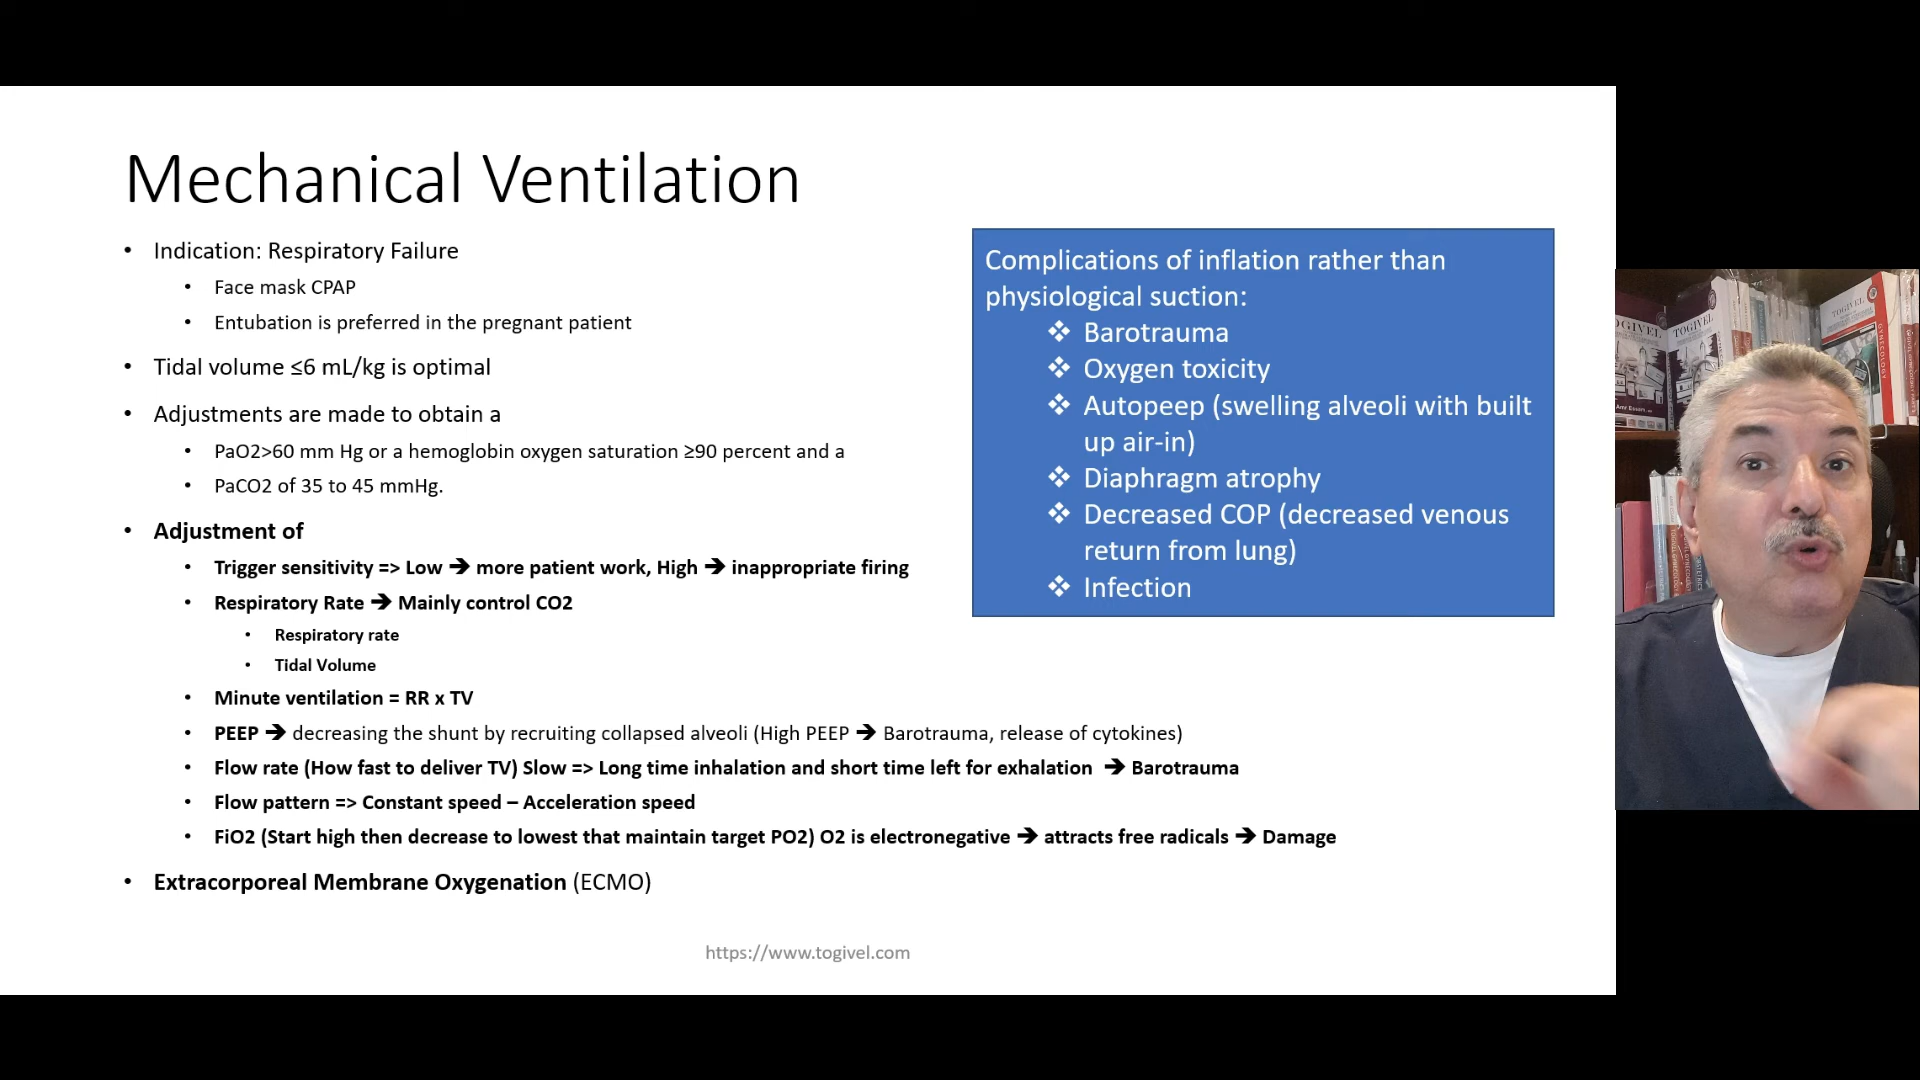 Mechanical Ventilation
• Indication: Respiratory Failure
• Face mask CPAP
• Entubation is preferred in the pregnant patient
• Tidal volume ≤6 mL/kg is optimal
• Adjustments are made to obtain a
• PaO2>60 mm Hg or a hemoglobin oxygen saturation ≥90 percent and a
• PaCO2 of 35 to 45 mmHg.
• Adjustment of
• Trigger sensitivity => Low ➔ more patient work, High ➔ inappropriate firing
• Respiratory Rate ➔ Mainly control CO2
• Respiratory rate
• Tidal Volume
• Minute ventilation = RR x TV
• PEEP ➔ decreasing the shunt by recruiting collapsed alveoli (High PEEP ➔ Barotrauma, release of cytokines)
• Flow rate (How fast to deliver TV) Slow => Long time inhalation and short time left for exhalation ➔ Barotrauma
• Flow pattern => Constant speed – Acceleration speed
• FiO2 (Start high then decrease to lowest that maintain target PO2) O2 is electronegative ➔ attracts free radicals ➔ Damage
• Extracorporeal Membrane Oxygenation (ECMO)
Complications of inflation rather than
physiological suction:
❖ Barotrauma
❖ Oxygen toxicity
❖ Autopeep (swelling alveoli with built
up air-in)
❖ Diaphragm atrophy
❖ Decreased COP (decreased venous
return from lung)
❖ Infection
https://www.togivel.com
TOGIVEL
TOGIVEL
TOGIVEL
GYNECOLOGY